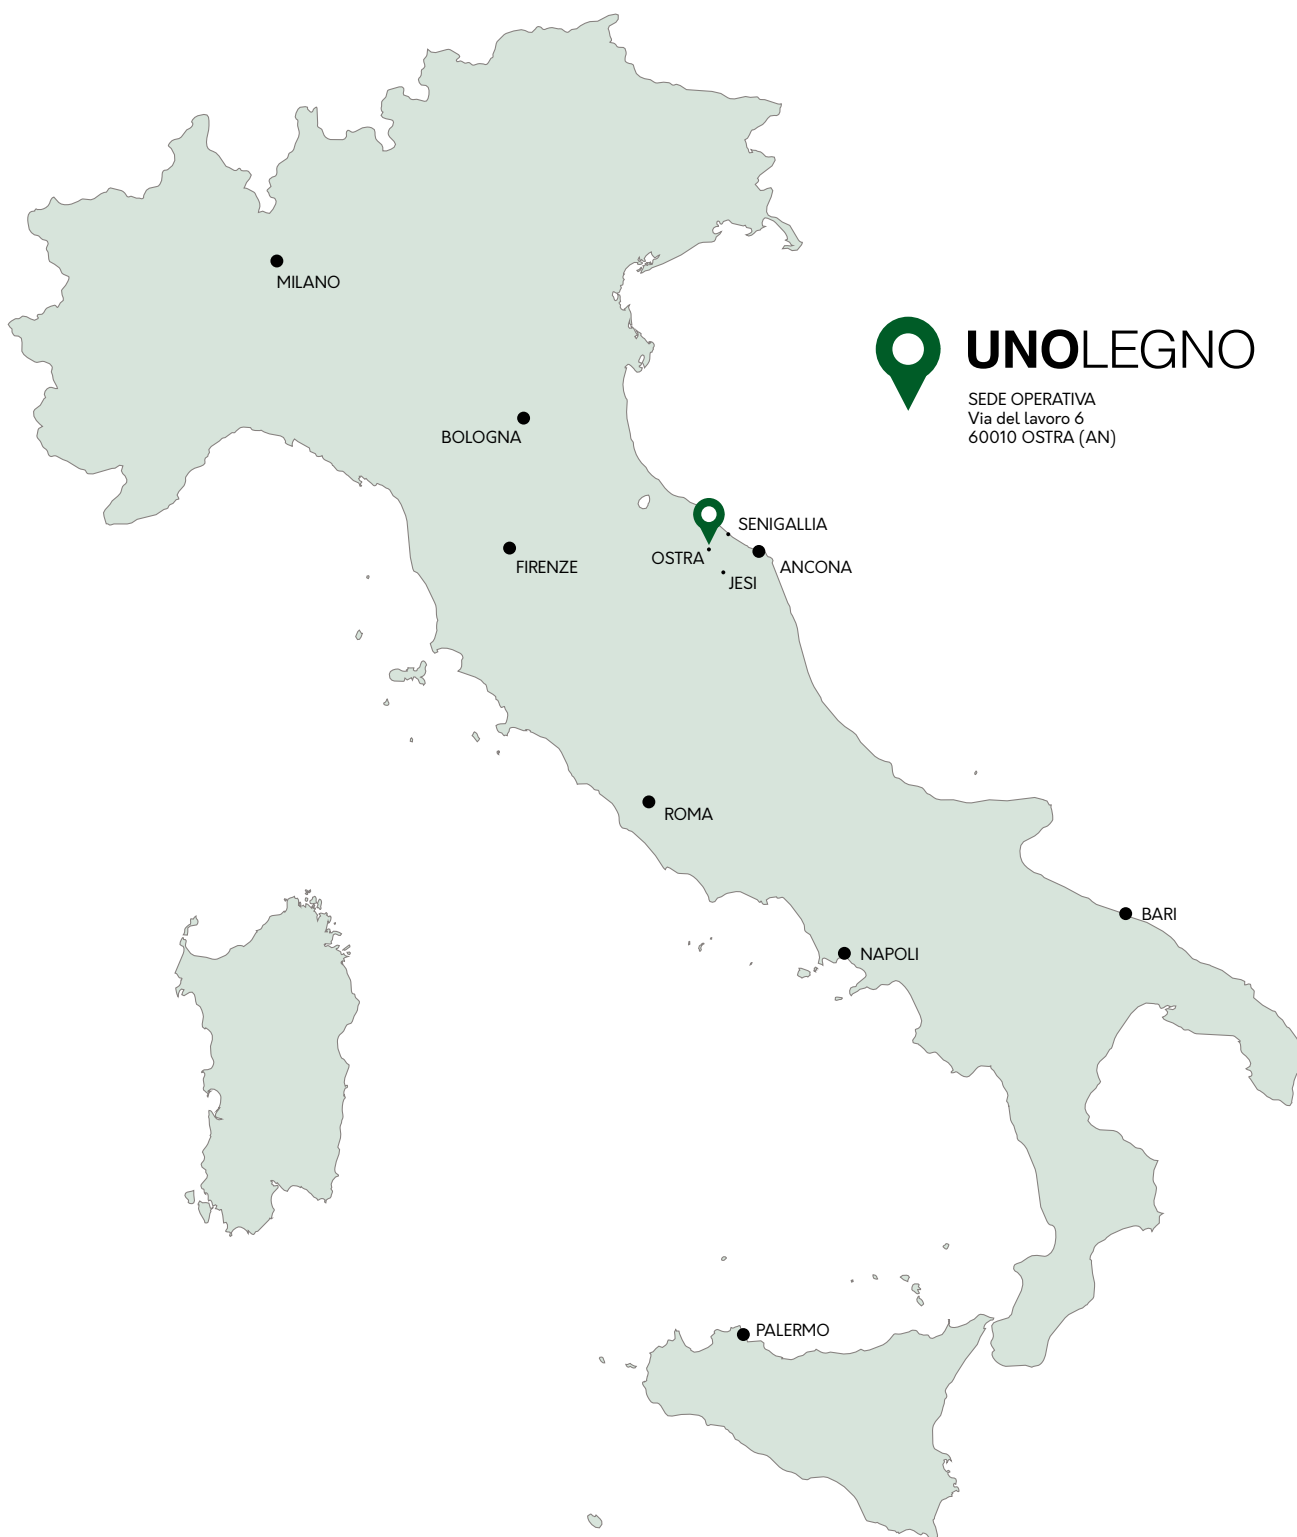 MILANO
UNOLEGNO
SEDE OPERATIVA
Via del lavoro 6
60010 OSTRA (AN)
BOLOGNA
SENIGALLIA
OSTRA
FIRENZE
ANCONA
JESI
ROMA
BARI
NAPOLI
PALERMO